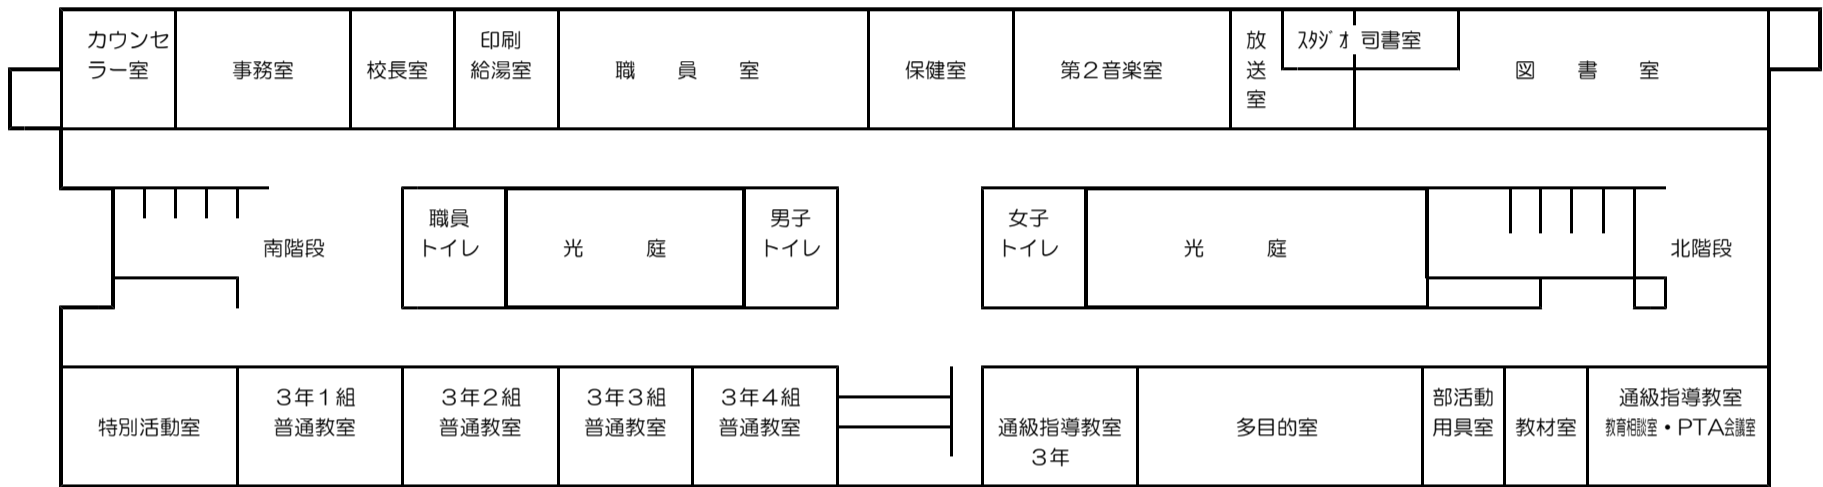 カウンセ
ラー室
事務室
校長室
印刷
給湯室
職　員　室
保健室
第２音楽室
放
送
室
ｽﾀｼﾞｵ
司書室
図　書　室
南階段
職員
トイレ
光　　庭
男子
トイレ
女子
トイレ
光　　庭
北階段
特別活動室
３年１組
普通教室
３年２組
普通教室
３年３組
普通教室
３年４組
普通教室
通級指導教室
３年
多目的室
部活動
用具室
教材室
通級指導教室
教育相談室・PTA会議室